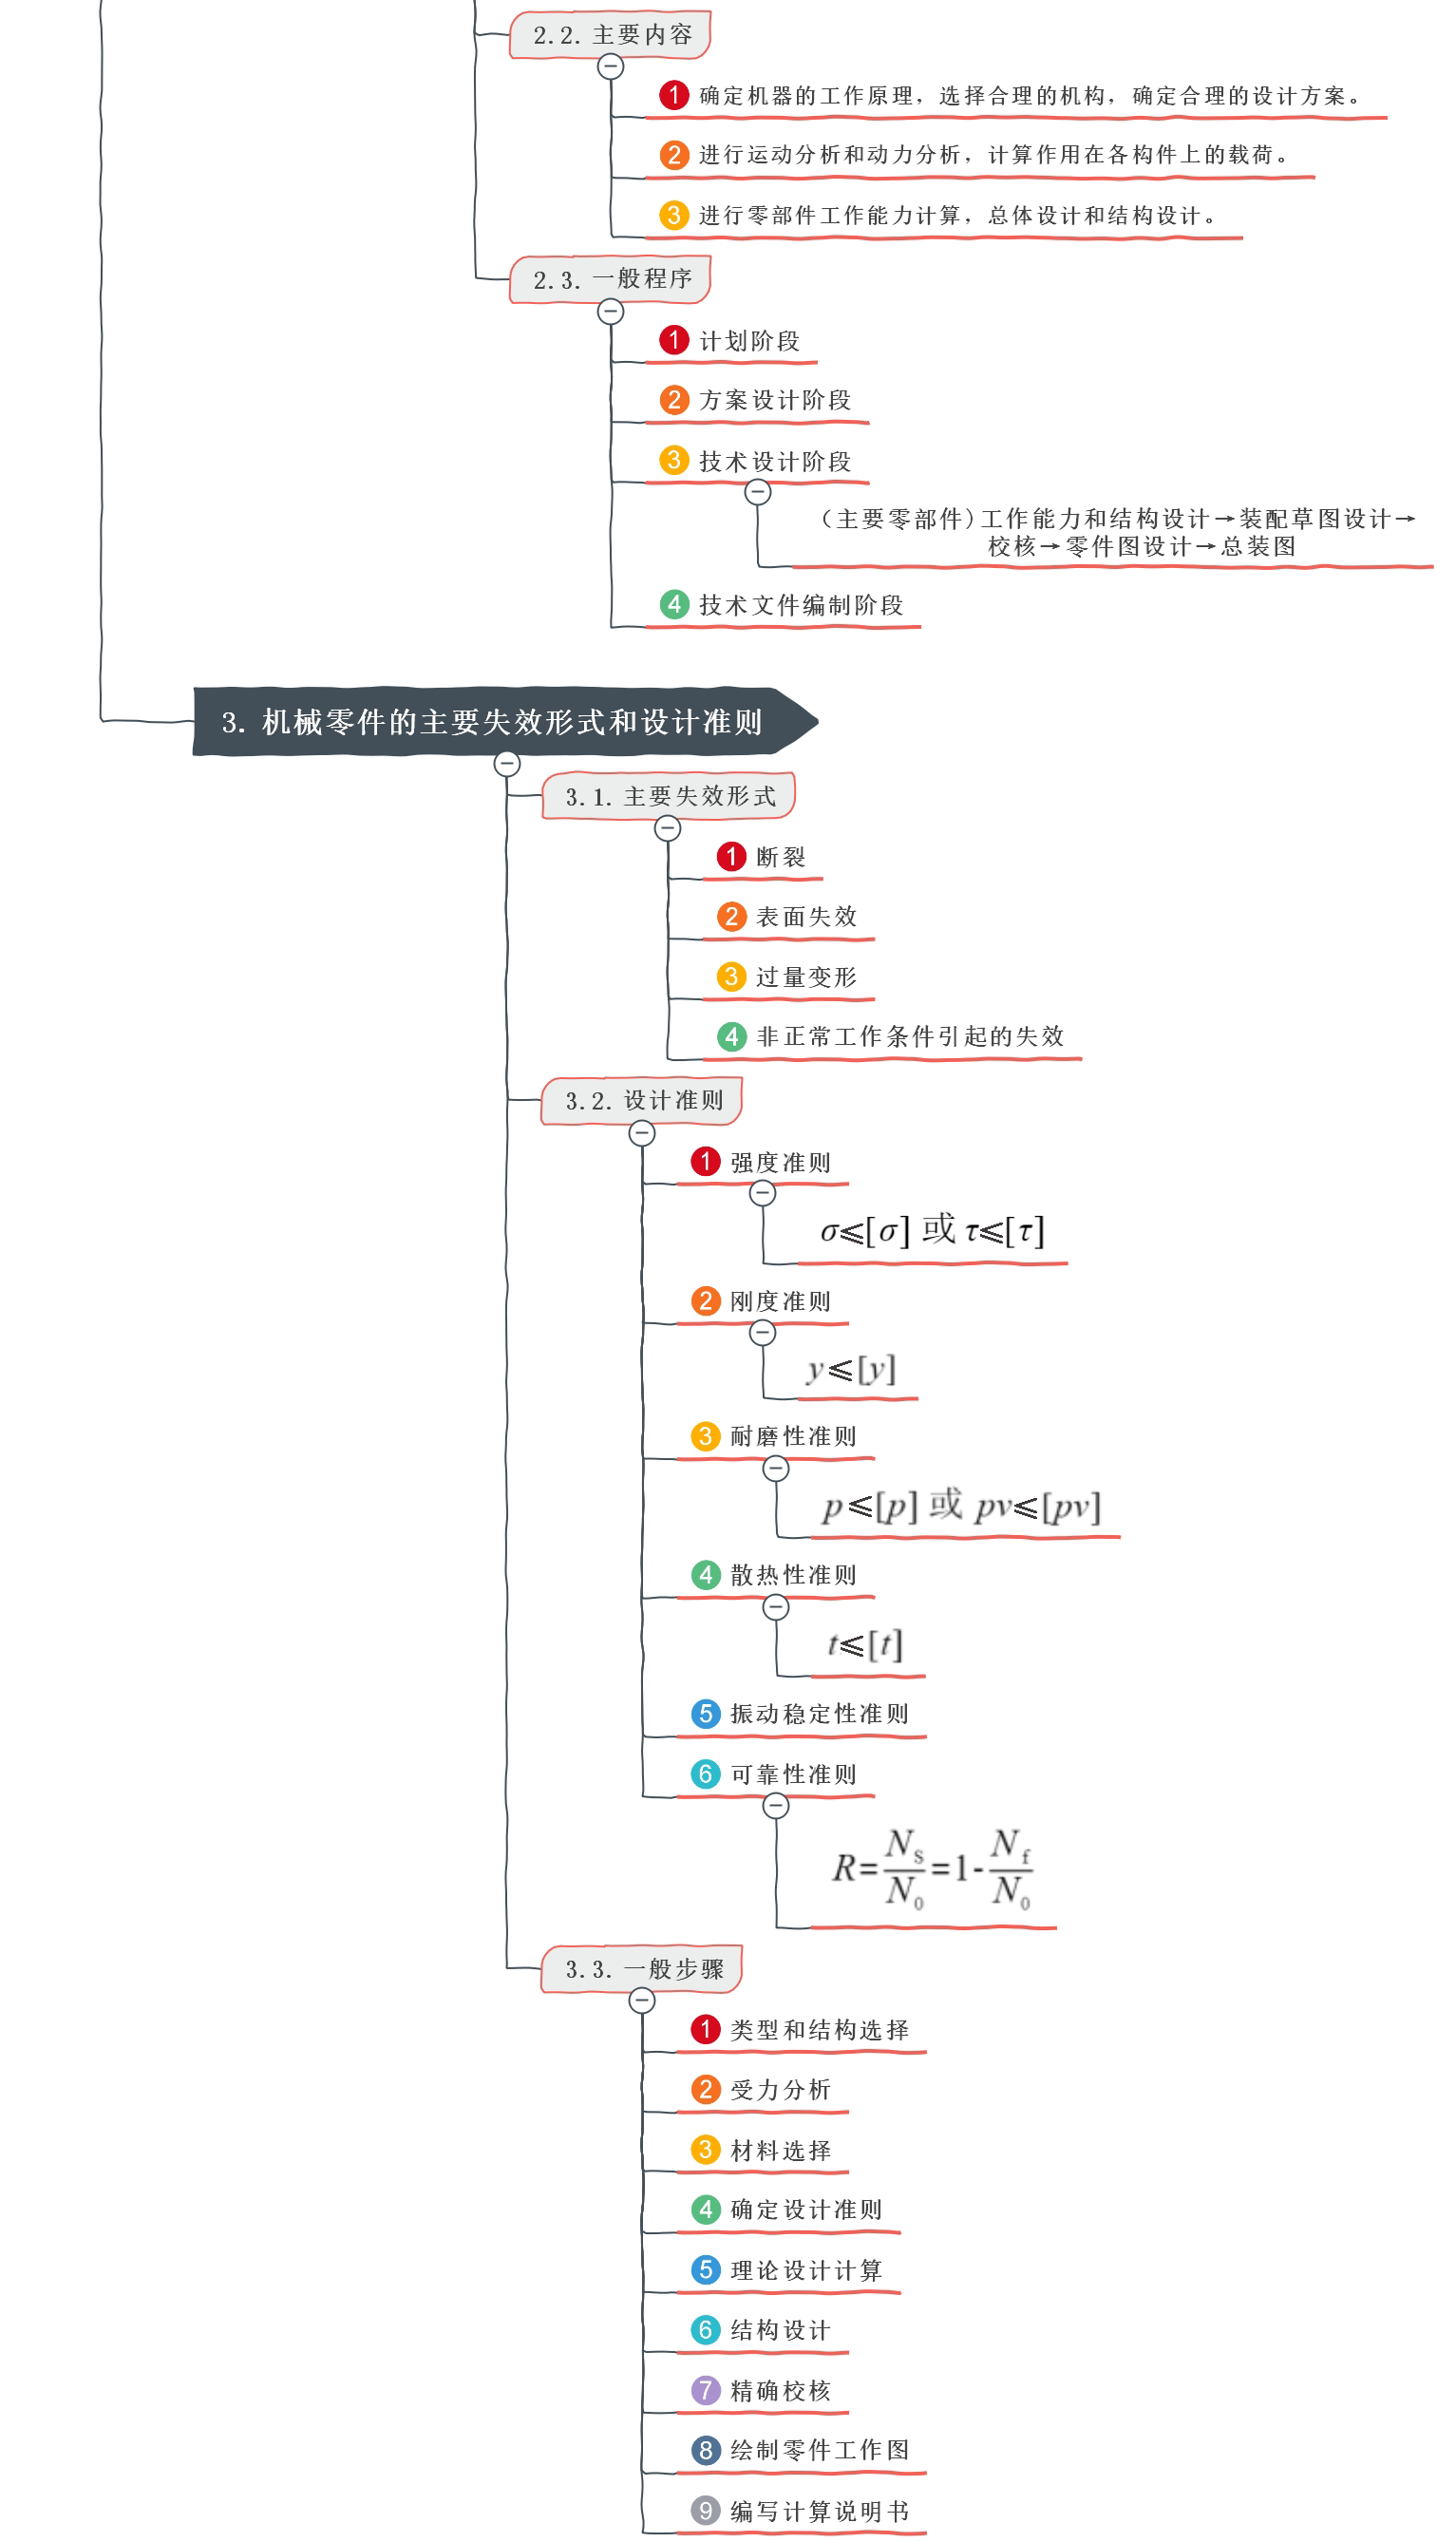 2.2. 主要内容
1 确定机器的工作原理，选择合理的机构，确定合理的设计方案。
2 进行运动分析和动力分析，计算作用在各构件上的载荷。
3 进行零部件工作能力计算，总体设计和结构设计。
2.3. 一般程序
1 计划阶段
2 方案设计阶段
3 技术设计阶段
（主要零部件)工作能力和结构设计→装配草图设计→
校核→零件图设计→总装图
4 技术文件编制阶段
3. 机械零件的主要失效形式和设计准则
3.1. 主要失效形式
1 断裂
2 表面失效
3 过量变形
4 非正常工作条件引起的失效
3.2. 设计准则
1 强度准则
σ⩽[σ] 或 τ⩽[τ]
2 刚度准则
y⩽[y]
3 耐磨性准则
p⩽[p] 或 pv⩽[pv]
4 散热性准则
t⩽[t]
5 振动稳定性准则
6 可靠性准则
R=N_S/N_0=1-N_f/N_0
3.3. 一般步骤
1 类型和结构选择
2 受力分析
3 材料选择
4 确定设计准则
5 理论设计计算
6 结构设计
7 精确校核
8 绘制零件工作图
9 编写计算说明书